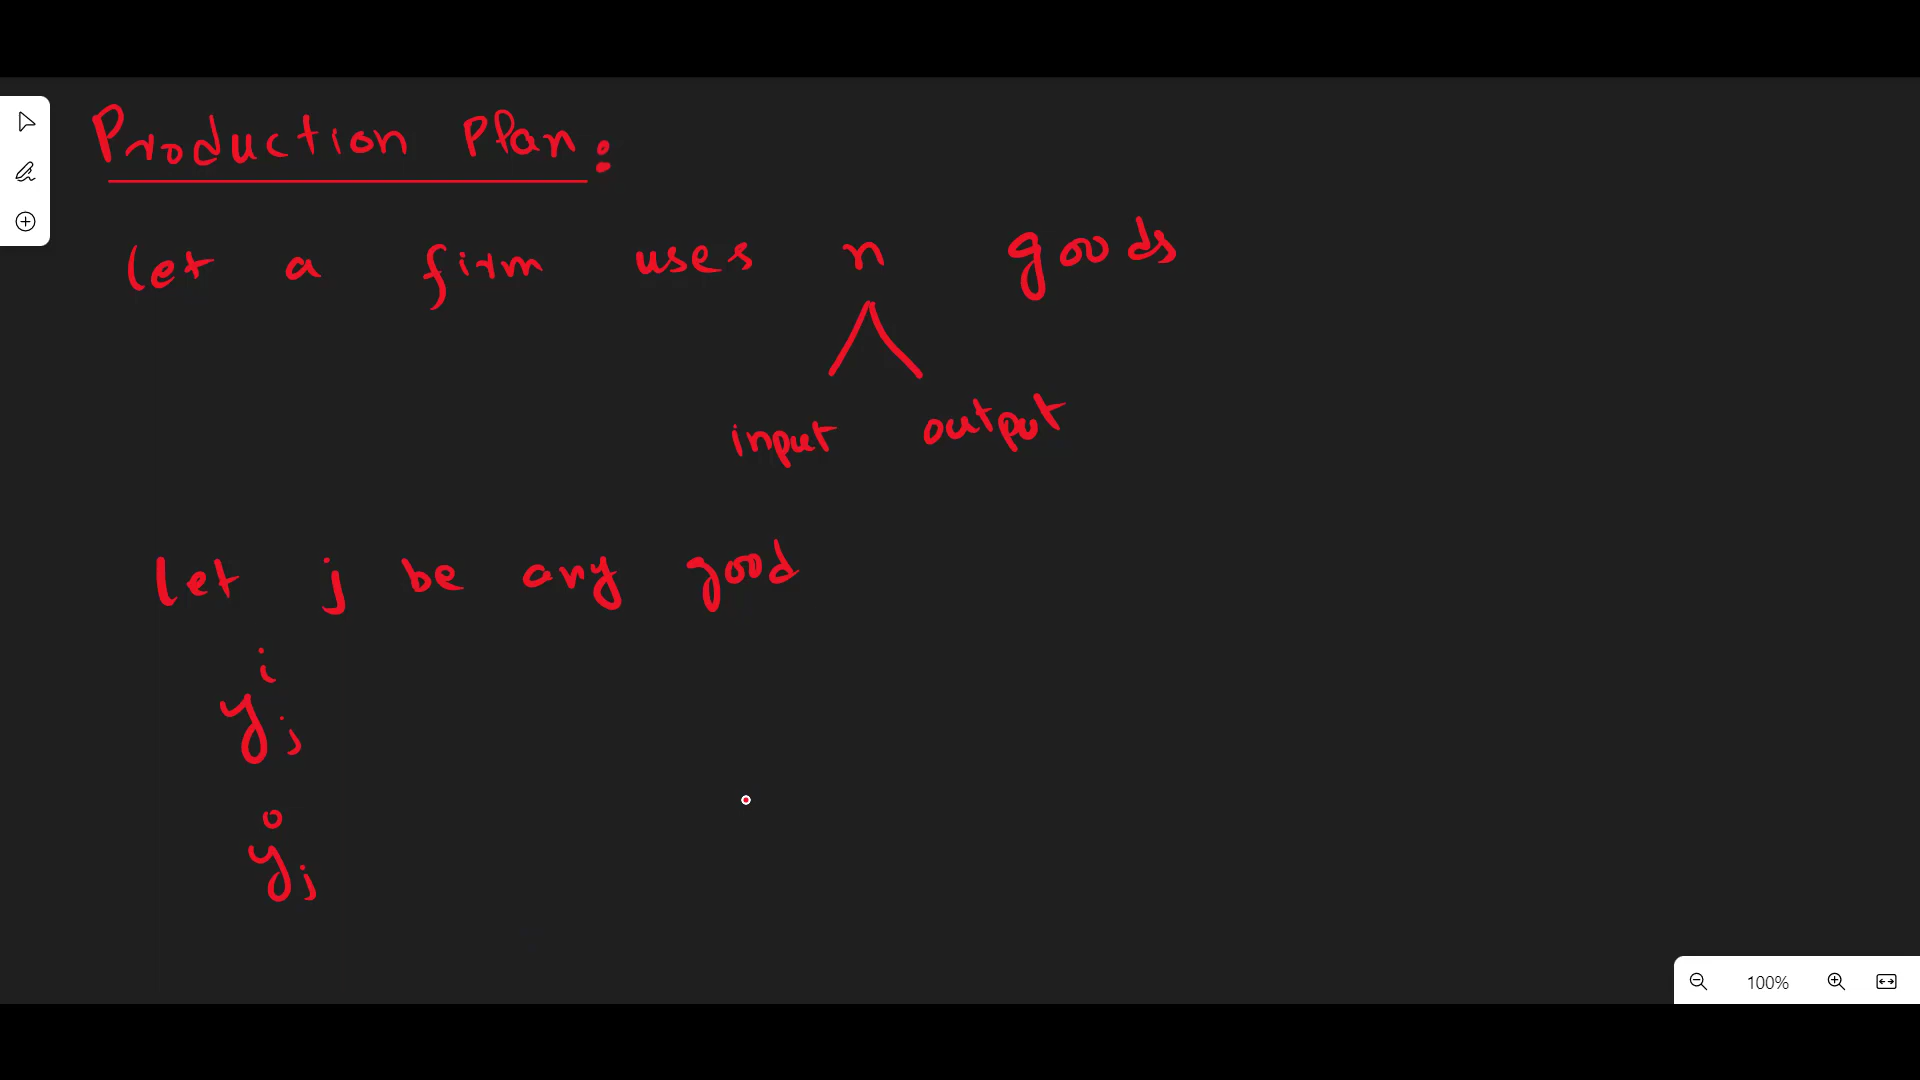 Production Plan:
let a firm uses n goods
input output
let j be any good
y^i_j
y^o_j
100%